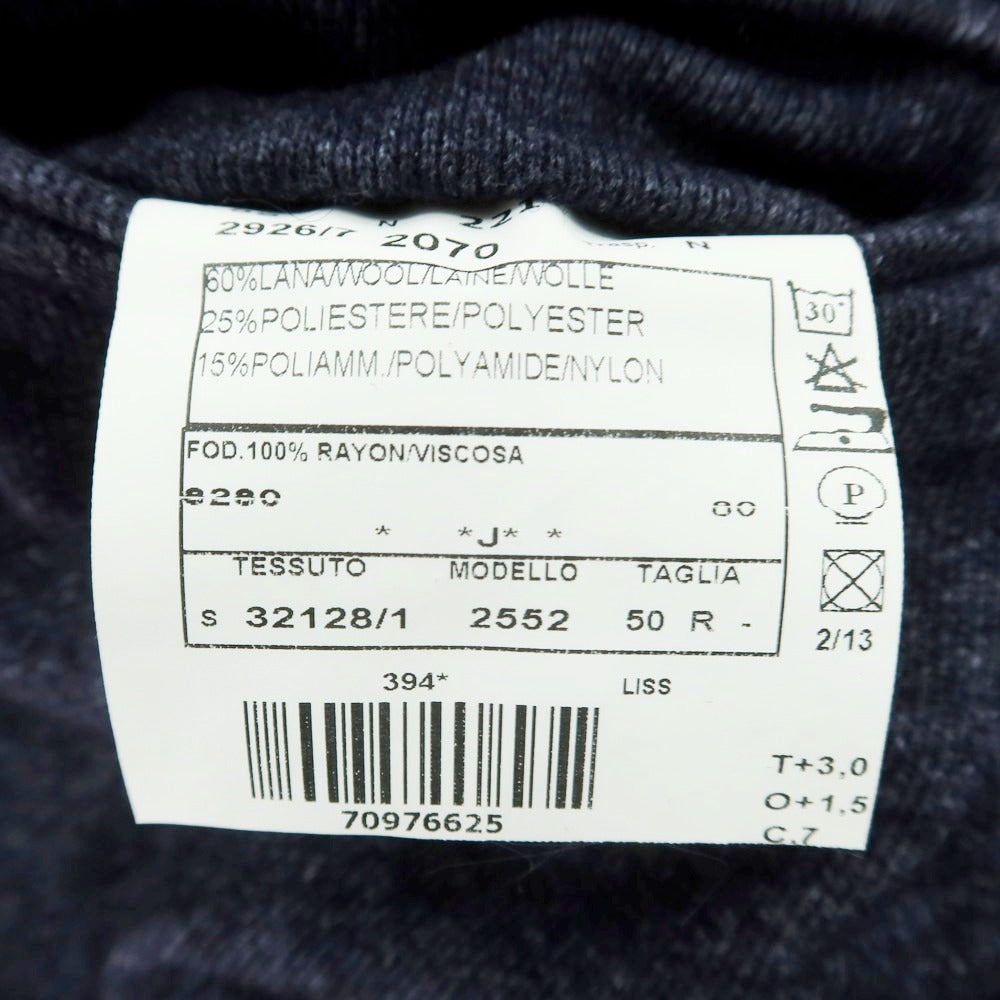 2926/7 N
2070 N
60%LANA/WOOL/LAINE/WOLLE
25%POLIESTERE/POLYESTER
15%POLIAMM./POLYAMIDE/NYLON
30°
FOD.100% RAYON/VISCOSA
8280
P
* *J* *
TESSUTO MODELLO TAGLIA
S 32128/1 2552 50 R -
2/13
394* LISS
70976625
T+3,0
O+1,5
C.7